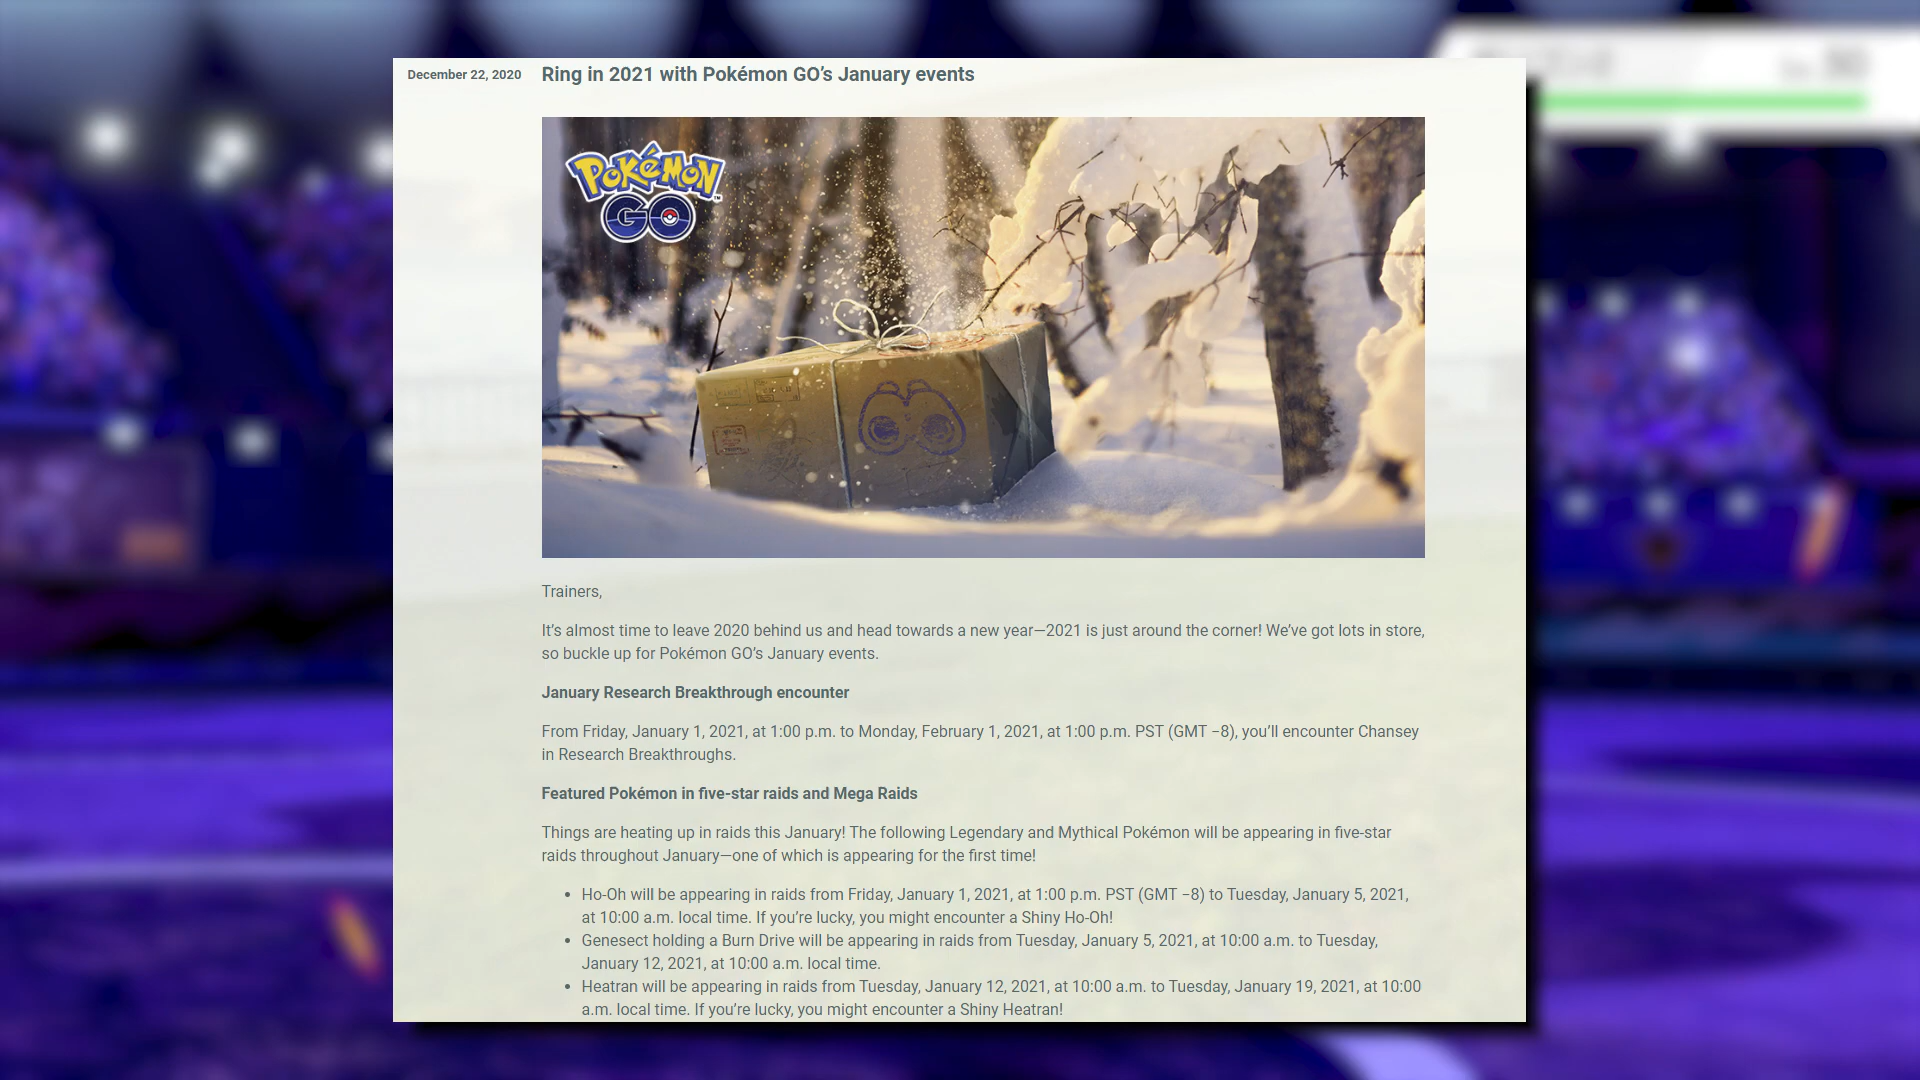 December 22, 2020
Ring in 2021 with Pokémon GO’s January events
POKéMON
GO
Trainers,
It’s almost time to leave 2020 behind us and head towards a new year—2021 is just around the corner! We’ve got lots in store,
so buckle up for Pokémon GO’s January events.
January Research Breakthrough encounter
From Friday, January 1, 2021, at 1:00 p.m. to Monday, February 1, 2021, at 1:00 p.m. PST (GMT −8), you’ll encounter Chansey
in Research Breakthroughs.
Featured Pokémon in five-star raids and Mega Raids
Things are heating up in raids this January! The following Legendary and Mythical Pokémon will be appearing in five-star
raids throughout January—one of which is appearing for the first time!
• Ho-Oh will be appearing in raids from Friday, January 1, 2021, at 1:00 p.m. PST (GMT −8) to Tuesday, January 5, 2021,
at 10:00 a.m. local time. If you’re lucky, you might encounter a Shiny Ho-Oh!
• Genesect holding a Burn Drive will be appearing in raids from Tuesday, January 5, 2021, at 10:00 a.m. to Tuesday,
January 12, 2021, at 10:00 a.m. local time.
• Heatran will be appearing in raids from Tuesday, January 12, 2021, at 10:00 a.m. to Tuesday, January 19, 2021, at 10:00
a.m. local time. If you’re lucky, you might encounter a Shiny Heatran!